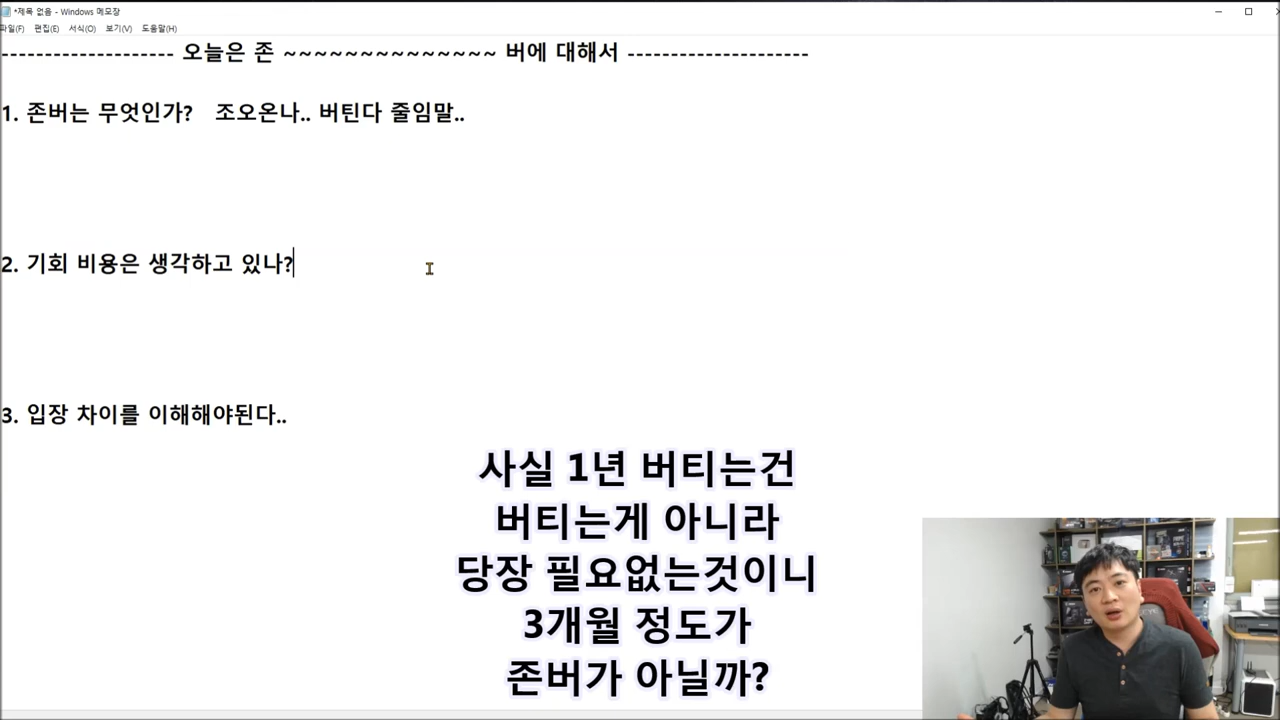 *제목 없음 - Windows 메모장
파일(F) 편집(E) 서식(O) 보기(V) 도움말(H)
-------------------- 오늘은 존 ~~~~~~~~~~~~~~ 버에 대해서 ---------------------
1. 존버는 무엇인가? 조오온나.. 버틴다 줄임말..
2. 기회 비용은 생각하고 있나?
3. 입장 차이를 이해해야된다..
사실 1년 버티는건
버티는게 아니라
당장 필요없는것이니
3개월 정도가
존버가 아닐까?